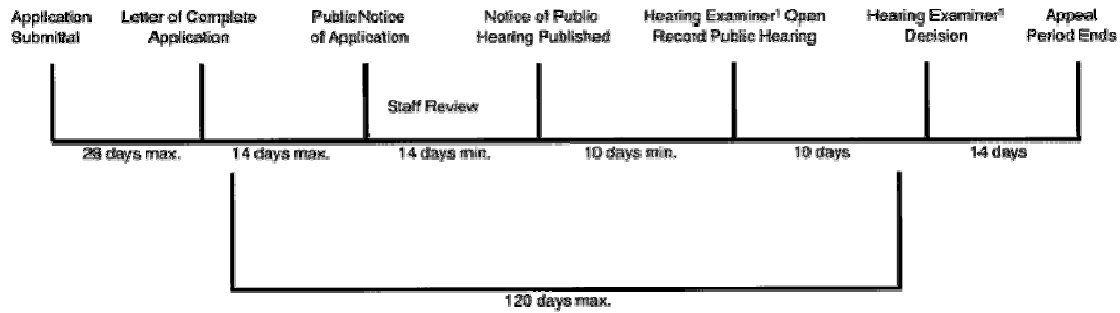 Application
Submittal
Letter of Complete
Application
Public Notice
of Application
Notice of Public
Hearing Published
Hearing Examiner¹ Open
Record Public Hearing
Hearing Examiner¹
Decision
Appeal
Period Ends
Staff Review
28 days max.
14 days max.
14 days min.
10 days min.
10 days
14 days
120 days max.